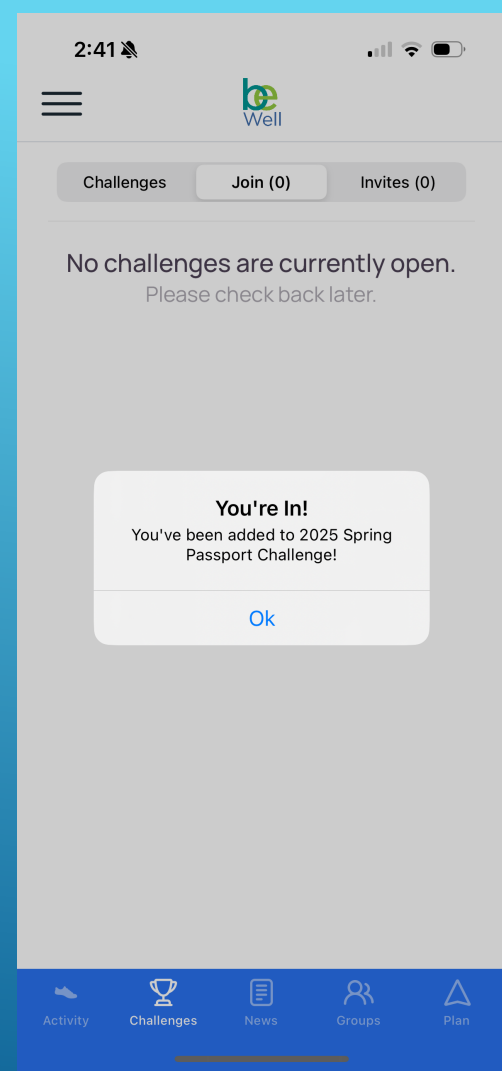 2:41
be
Well
Challenges
Join (0)
Invites (0)
No challenges are currently open.
Please check back later.
You're In!
You've been added to 2025 Spring
Passport Challenge!
Ok
Activity
Challenges
News
Groups
Plan